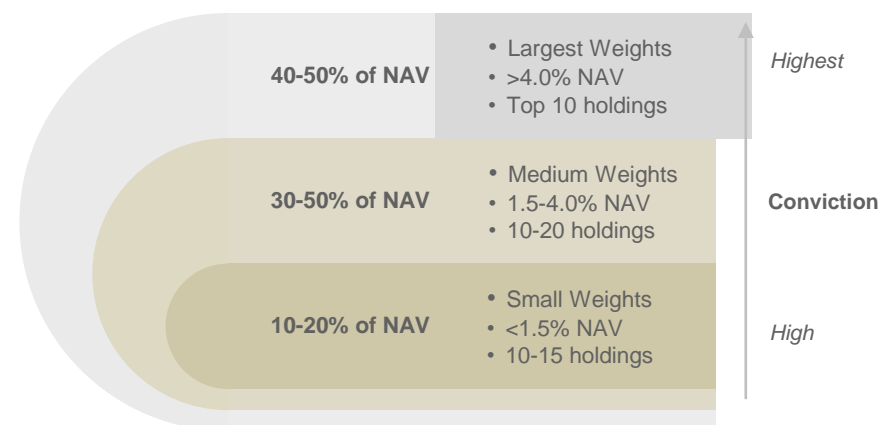 40-50% of NAV
• Largest Weights
• >4.0% NAV
• Top 10 holdings
Highest
30-50% of NAV
• Medium Weights
• 1.5-4.0% NAV
• 10-20 holdings
Conviction
10-20% of NAV
• Small Weights
• <1.5% NAV
• 10-15 holdings
High